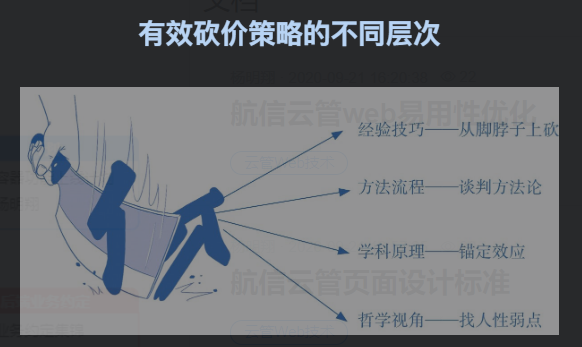 文档
有效砍价策略的不同层次
航信云管web易用性优化
价
经验技巧——从脚脖子上砍
方法流程——谈判方法论
学科原理——锚定效应
航信云管页面设计标准
哲学视角——找人性弱点